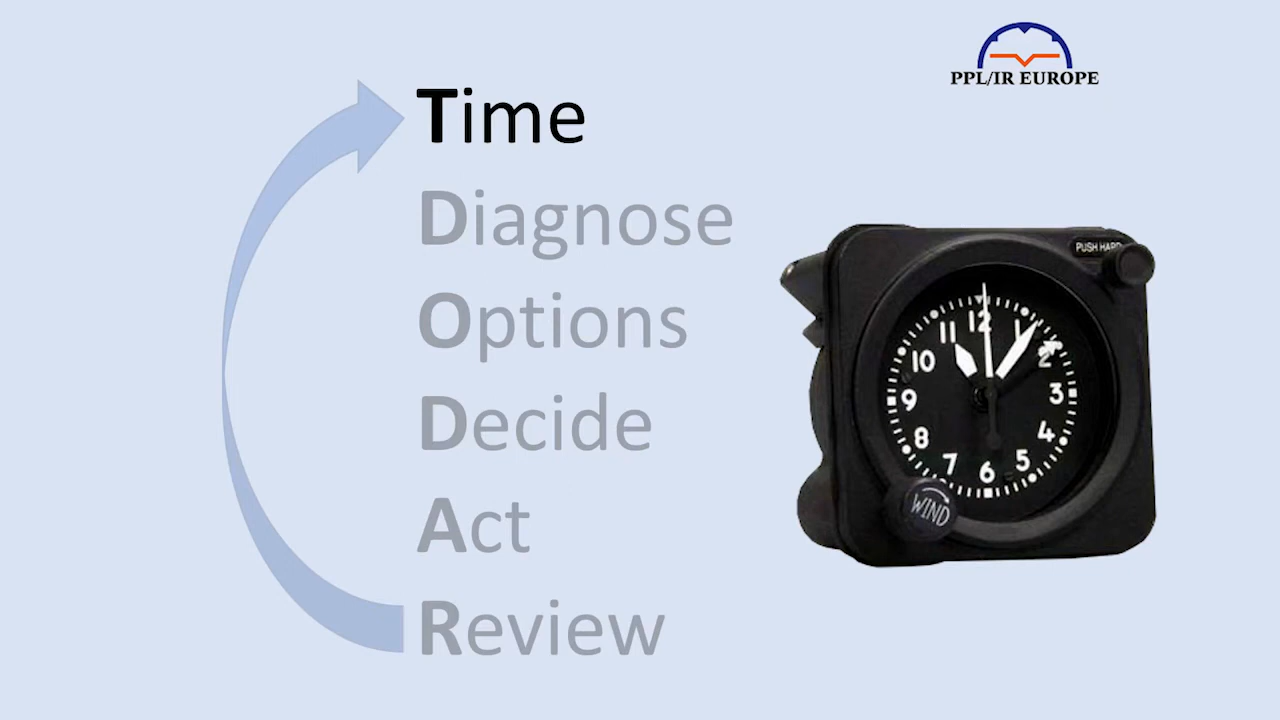 PPL/IR EUROPE
Time
Diagnose
Options
Decide
Act
Review
PUSH HARD
12
1
2
3
4
5
6
7
8
9
10
11
WIND